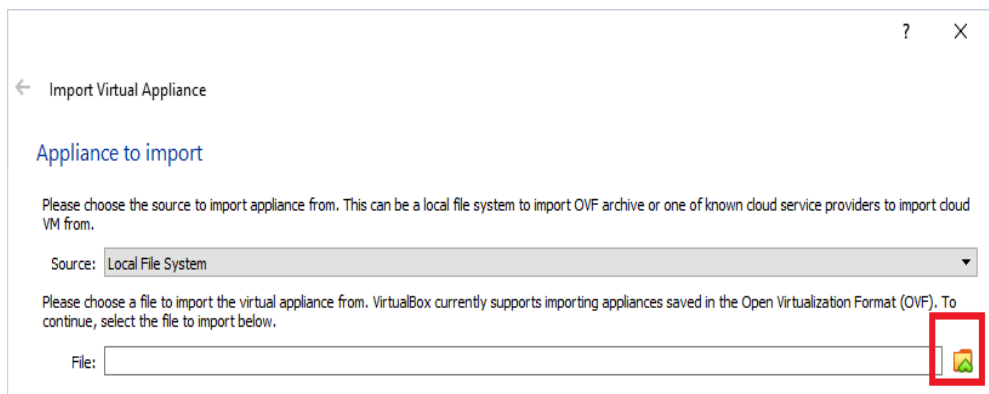 ?
Import Virtual Appliance
Appliance to import
Please choose the source to import appliance from. This can be a local file system to import OVF archive or one of known cloud service providers to import cloud
VM from.
Source: Local File System
Please choose a file to import the virtual appliance from. VirtualBox currently supports importing appliances saved in the Open Virtualization Format (OVF). To
continue, select the file to import below.
File: